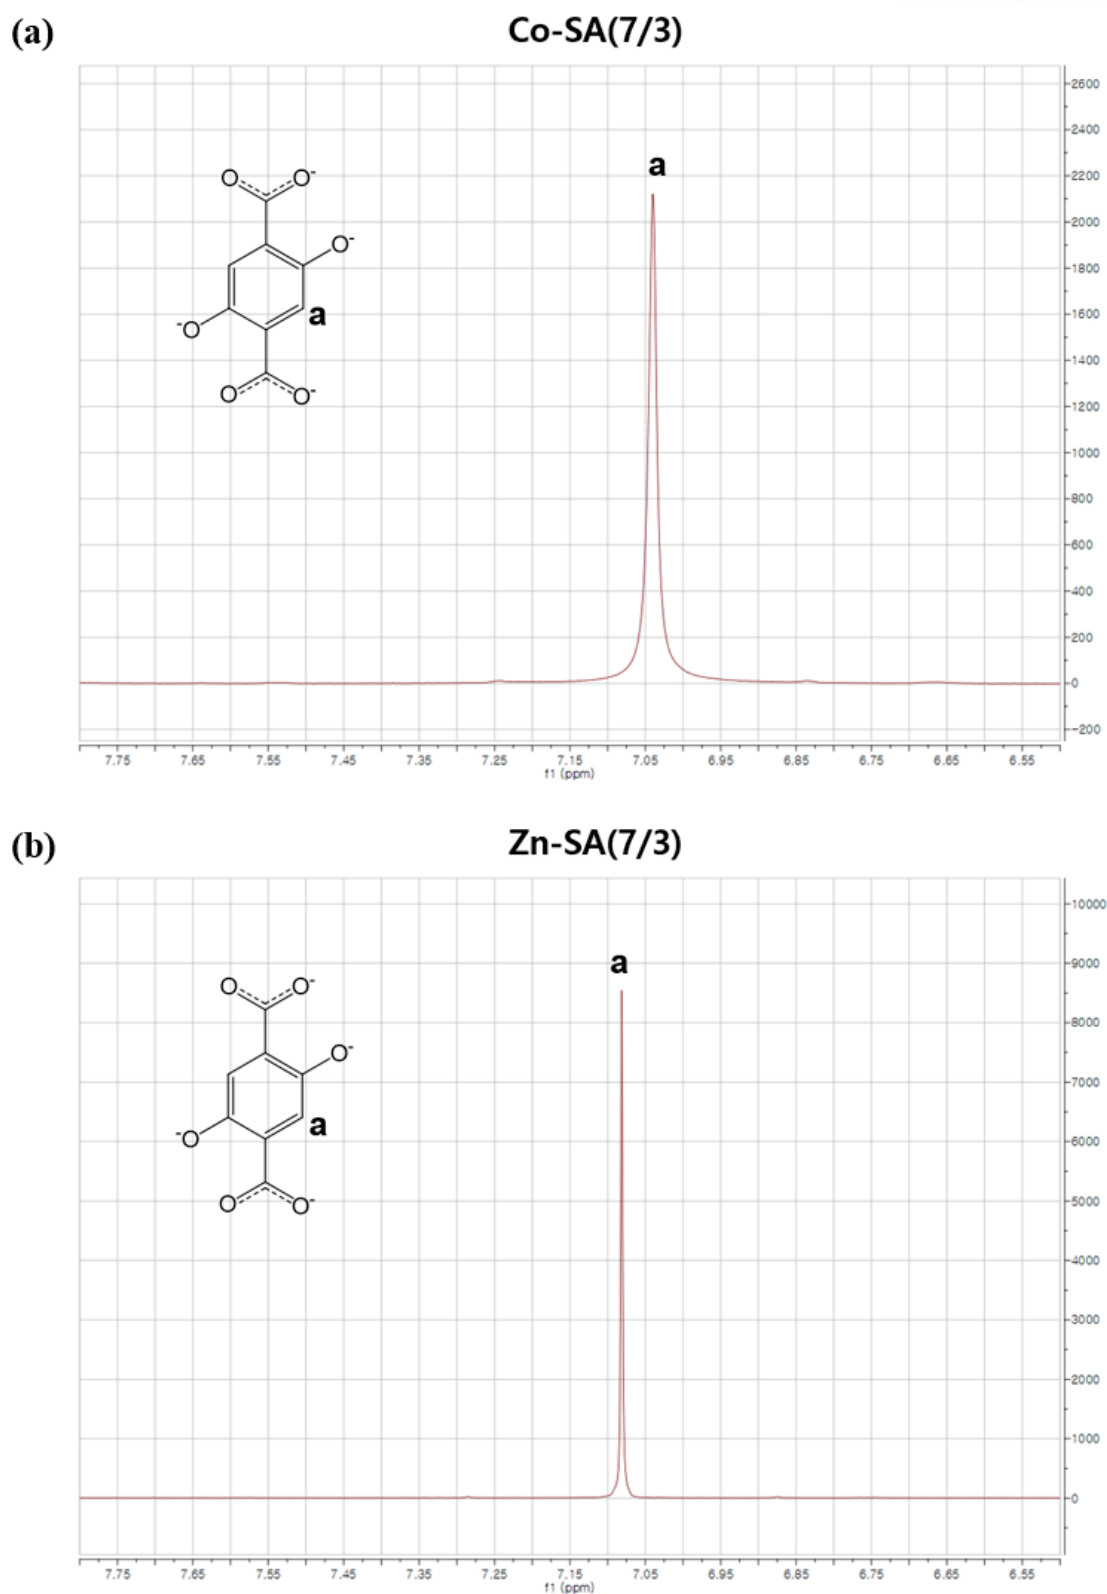 (a)
Co-SA(7/3)
2600
2400
2200
2000
1800
1600
1400
1200
1000
800
600
400
200
0
-200
a
O O⁻
O⁻
a
⁻O
O O⁻
7.75 7.65 7.55 7.45 7.35 7.25 7.15 7.05 6.95 6.85 6.75 6.65 6.55
f1 (ppm)
(b)
Zn-SA(7/3)
10000
9000
8000
7000
6000
5000
4000
3000
2000
1000
0
a
O O⁻
O⁻
a
⁻O
O O⁻
7.75 7.65 7.55 7.45 7.35 7.25 7.15 7.05 6.95 6.85 6.75 6.65 6.55
f1 (ppm)